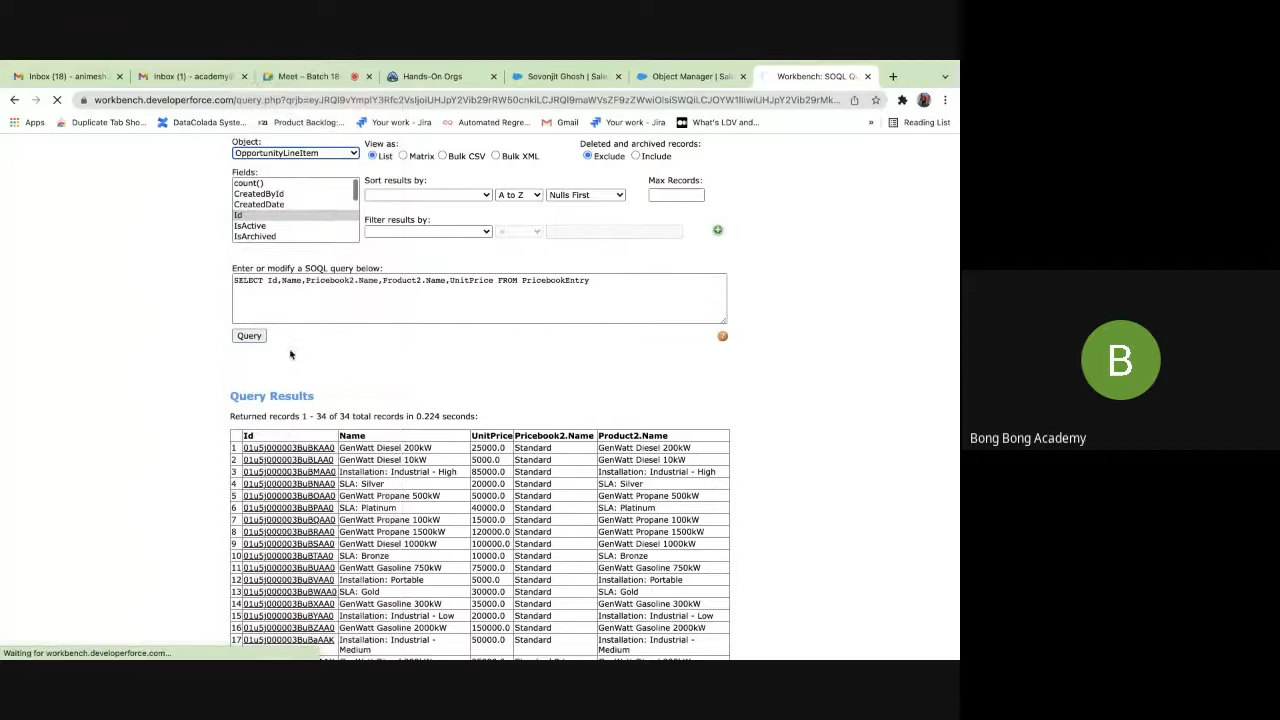 Inbox (18) - animesh. × Inbox (1) - academy@ × Meet – Batch 18 × Hands-On Orgs × Sovonjit Ghosh | Sale × Object Manager | Sale × Workbench: SOQL Q × +
workbench.developerforce.com/query.php?
Apps Duplicate Tab Sho... DataColada Syste... Product Backlog:... Your work - Jira Automated Regre... Gmail Your work - Jira What's LDV and... » Reading List
Object: View as: Deleted and archived records:
OpportunityLineItem List Matrix Bulk CSV Bulk XML Exclude Include
Fields: Sort results by: Max Records:
count()
CreatedById A to Z Nulls First
CreatedDate
Id Filter results by:
IsActive =
IsArchived
Enter or modify a SOQL query below:
SELECT Id,Name,Pricebook2.Name,Product2.Name,UnitPrice FROM PricebookEntry
Query ?
Query Results
Returned records 1 - 34 of 34 total records in 0.224 seconds:
Id Name UnitPrice Pricebook2.Name Product2.Name
1 01u5j000003BuBKAA0 GenWatt Diesel 200kW 25000.0 Standard GenWatt Diesel 200kW
2 01u5j000003BuBLAA0 GenWatt Diesel 10kW 5000.0 Standard GenWatt Diesel 10kW
3 01u5j000003BuBMAA0 Installation: Industrial - High 85000.0 Standard Installation: Industrial - High
4 01u5j000003BuBNAA0 SLA: Silver 20000.0 Standard SLA: Silver
5 01u5j000003BuBOAA0 GenWatt Propane 500kW 50000.0 Standard GenWatt Propane 500kW
6 01u5j000003BuBPAA0 SLA: Platinum 40000.0 Standard SLA: Platinum
7 01u5j000003BuBQAA0 GenWatt Propane 100kW 15000.0 Standard GenWatt Propane 100kW
8 01u5j000003BuBRAA0 GenWatt Propane 1500kW 120000.0 Standard GenWatt Propane 1500kW
9 01u5j000003BuBSAA0 GenWatt Diesel 1000kW 100000.0 Standard GenWatt Diesel 1000kW
10 01u5j000003BuBTAA0 SLA: Bronze 10000.0 Standard SLA: Bronze
11 01u5j000003BuBUAA0 GenWatt Gasoline 750kW 75000.0 Standard GenWatt Gasoline 750kW
12 01u5j000003BuBVAA0 Installation: Portable 5000.0 Standard Installation: Portable
13 01u5j000003BuBWAA0 SLA: Gold 30000.0 Standard SLA: Gold
14 01u5j000003BuBXAA0 GenWatt Gasoline 300kW 35000.0 Standard GenWatt Gasoline 300kW
15 01u5j000003BuBYAA0 Installation: Industrial - Low 20000.0 Standard Installation: Industrial - Low
16 01u5j000003BuBZAA0 GenWatt Gasoline 2000kW 150000.0 Standard GenWatt Gasoline 2000kW
17 01u5j000003BuBaAAK Installation: Industrial - 50000.0 Standard Installation: Industrial -
Medium Medium
Waiting for workbench.developerforce.com...
B
Bong Bong Academy